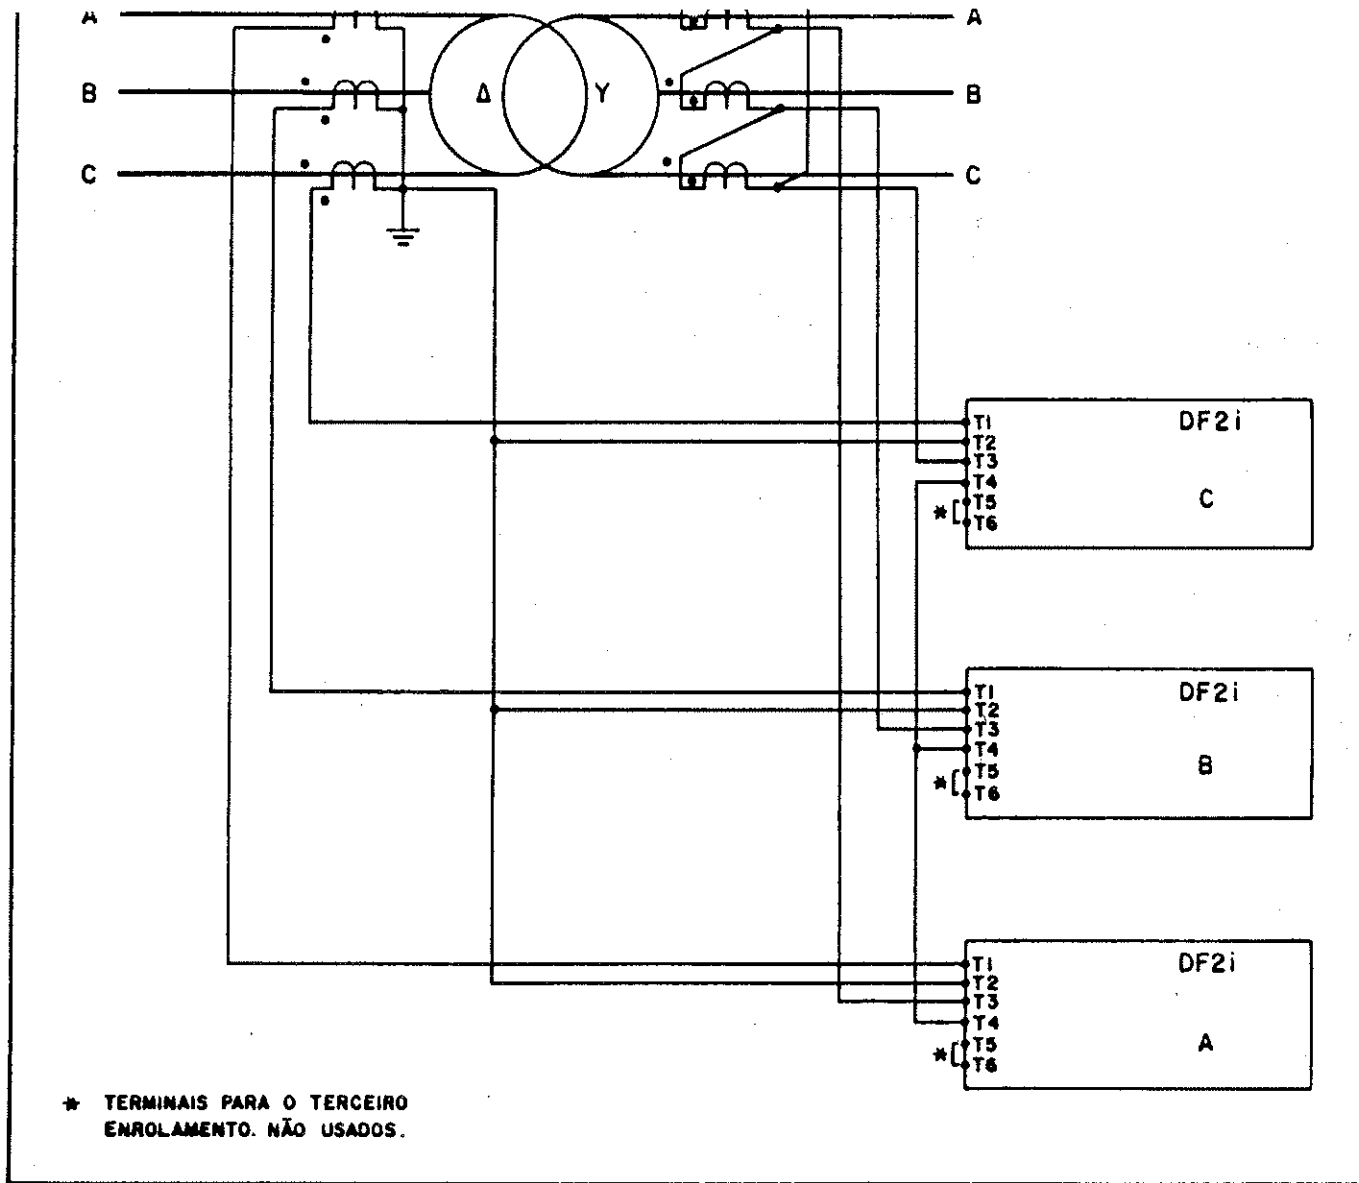 A A
B Δ Y B
C C
T1 DF2i
T2
T3
T4
T5 C
* T6
T1 DF2i
T2
T3
T4
T5 B
* T6
T1 DF2i
T2
T3
T4
T5 A
* T6
* TERMINAIS PARA O TERCEIRO
ENROLAMENTO. NÃO USADOS.